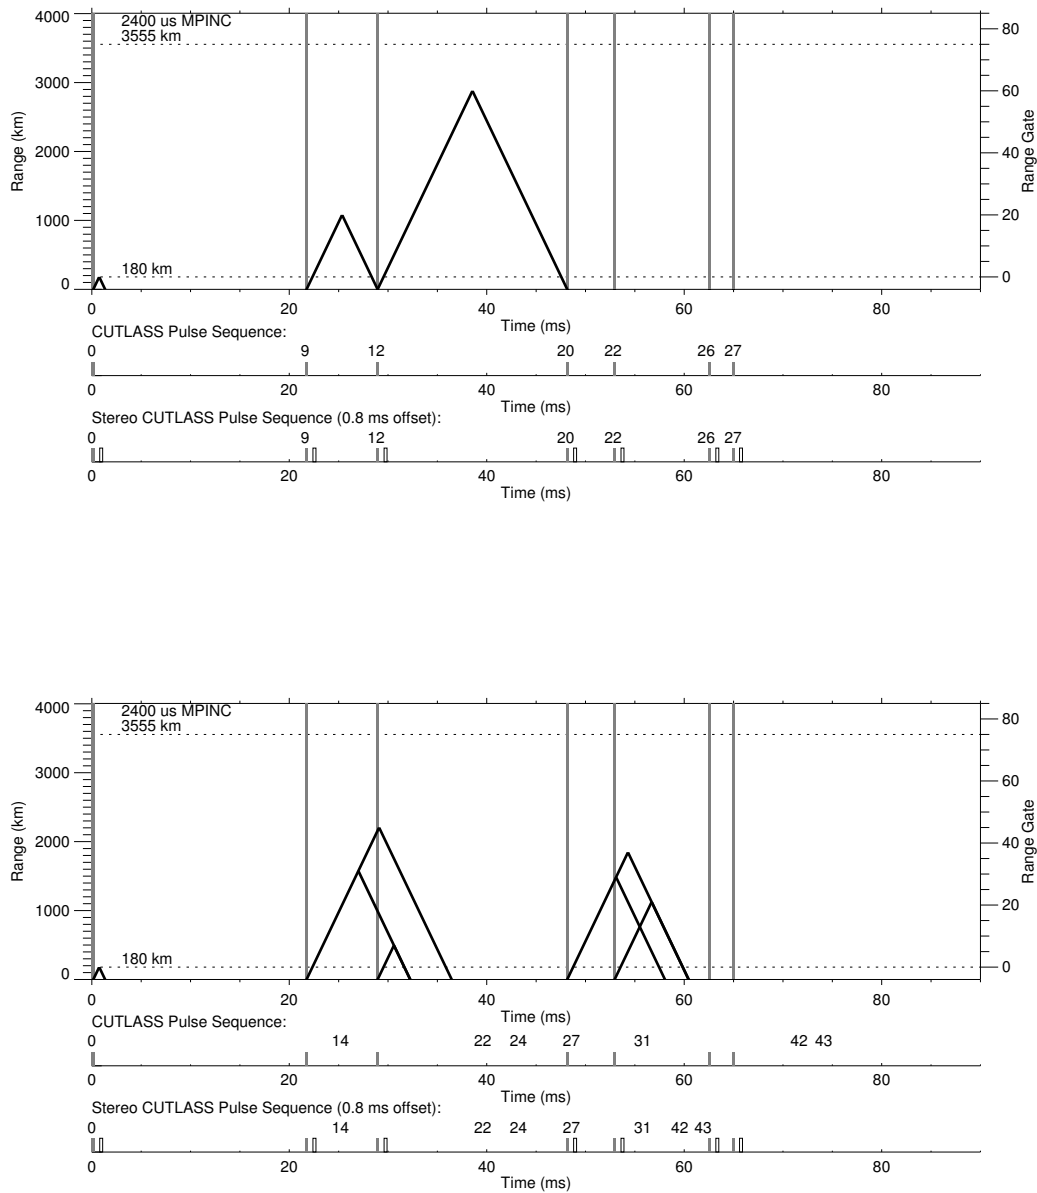 4000 2400 us MPINC 80
3555 km
3000 60
2000 40
Range (km) Range Gate
1000 20
180 km
0 0
0 20 40 60 80
Time (ms)
CUTLASS Pulse Sequence:
0 9 12 20 22 26 27
0 20 40 60 80
Time (ms)
Stereo CUTLASS Pulse Sequence (0.8 ms offset):
0 9 12 20 22 26 27
0 20 40 60 80
Time (ms)
4000 2400 us MPINC 80
3555 km
3000 60
2000 40
Range (km) Range Gate
1000 20
180 km
0 0
0 20 40 60 80
Time (ms)
CUTLASS Pulse Sequence:
0 14 22 24 27 31 42 43
0 20 40 60 80
Time (ms)
Stereo CUTLASS Pulse Sequence (0.8 ms offset):
0 14 22 24 27 31 42 43
0 20 40 60 80
Time (ms)